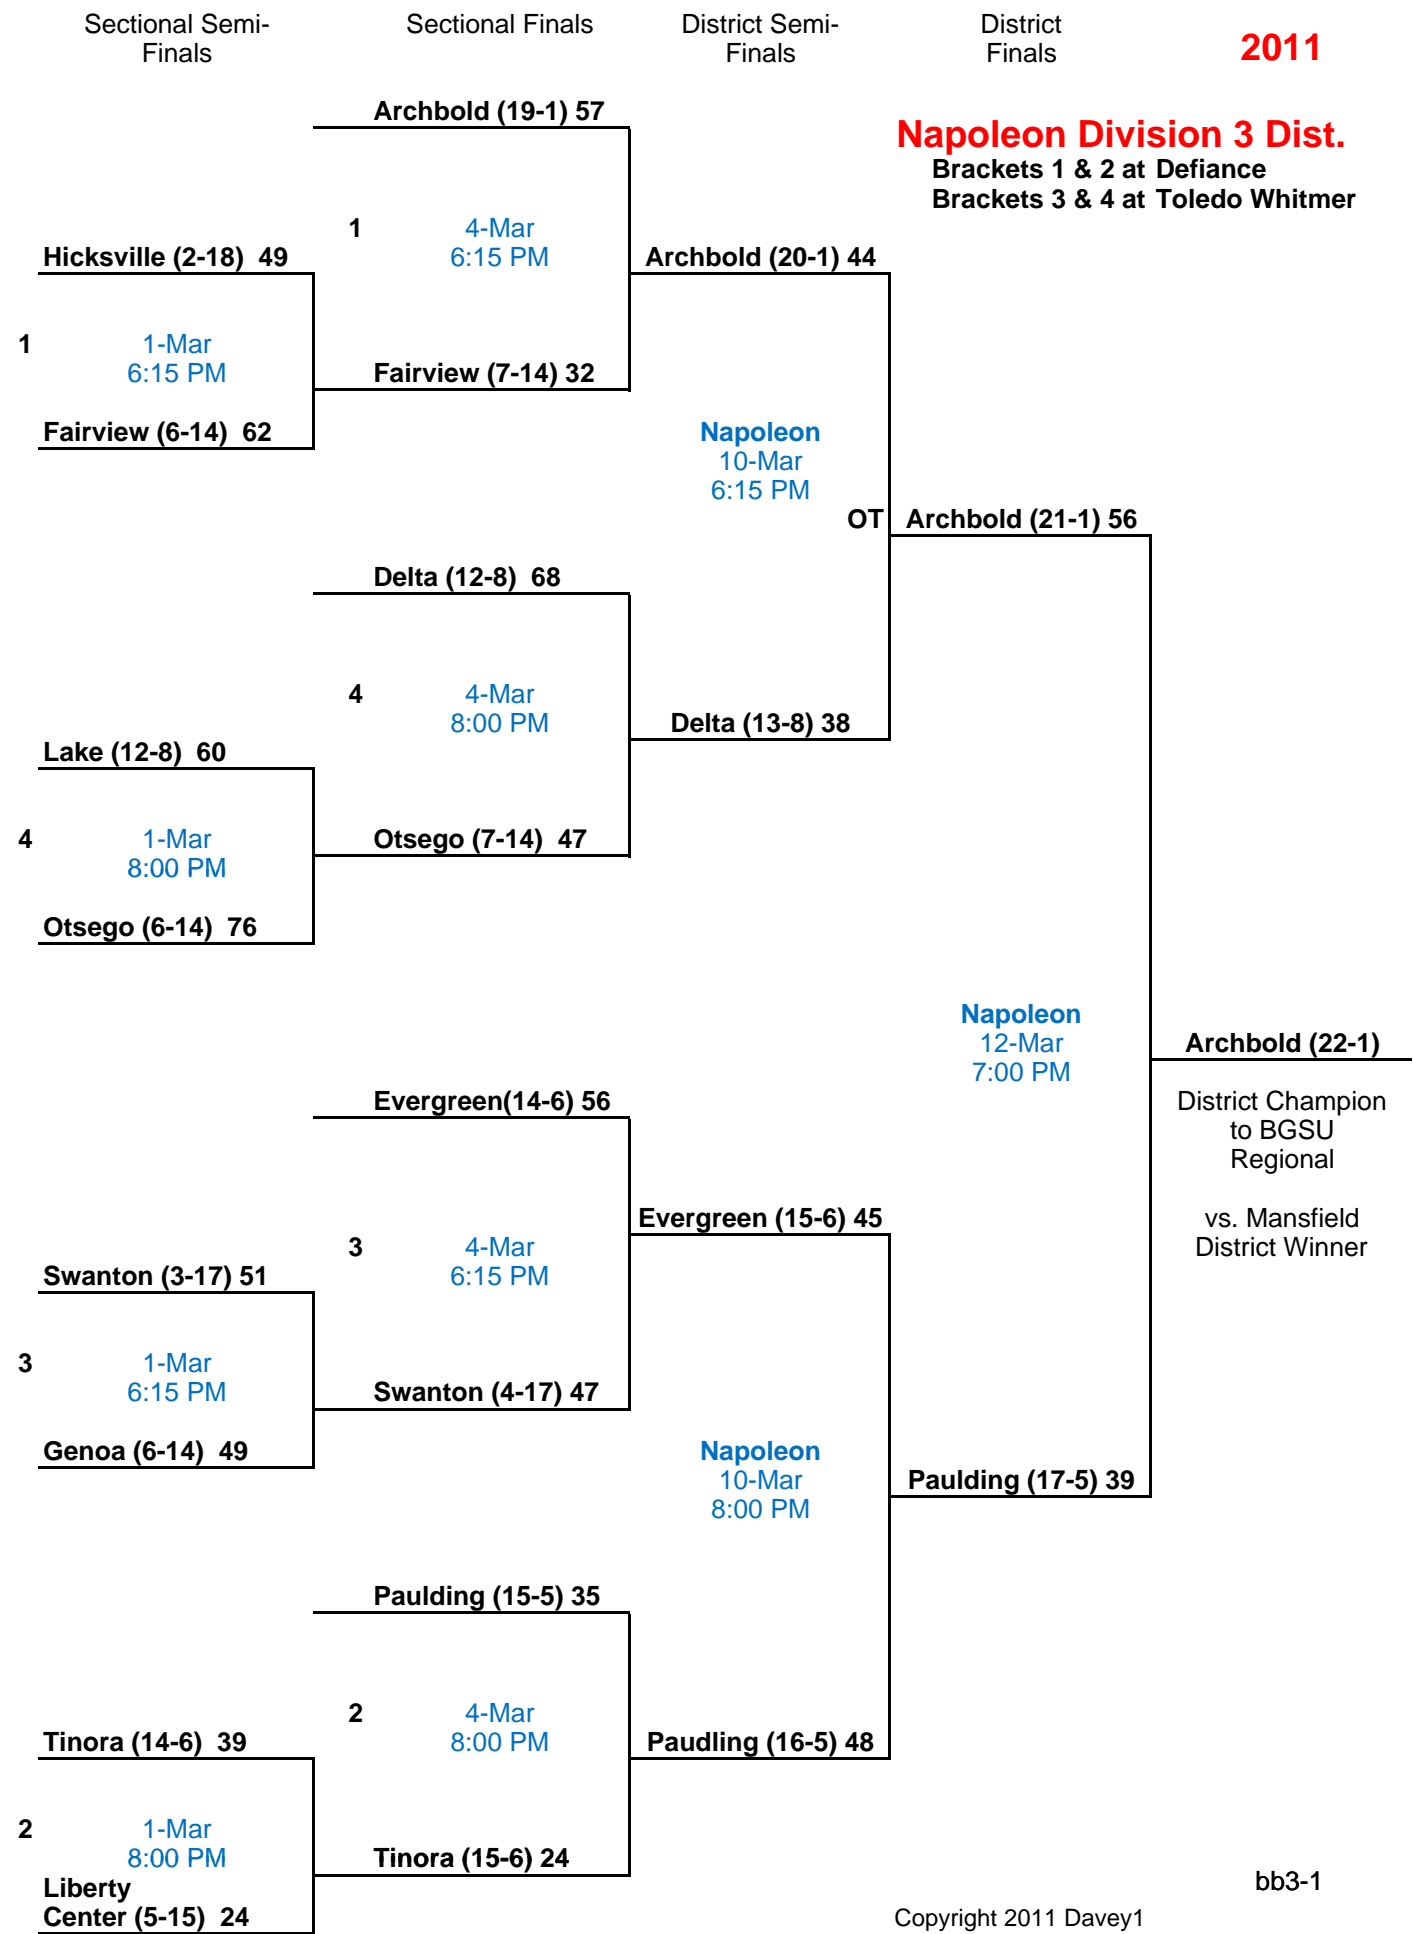 Sectional Semi-
Finals
Sectional Finals
District Semi-
Finals
District
Finals
2011
Napoleon Division 3 Dist.
Brackets 1 & 2 at Defiance
Brackets 3 & 4 at Toledo Whitmer
Archbold (19-1) 57
1 4-Mar
6:15 PM
Hicksville (2-18) 49
Archbold (20-1) 44
1 1-Mar
6:15 PM
Fairview (7-14) 32
Fairview (6-14) 62
Napoleon
10-Mar
6:15 PM
OT
Archbold (21-1) 56
Delta (12-8) 68
4 4-Mar
8:00 PM
Delta (13-8) 38
Lake (12-8) 60
4 1-Mar
8:00 PM
Otsego (7-14) 47
Otsego (6-14) 76
Napoleon
12-Mar
7:00 PM
Archbold (22-1)
District Champion
to BGSU
Regional
vs. Mansfield
District Winner
Evergreen(14-6) 56
Evergreen (15-6) 45
3 4-Mar
6:15 PM
Swanton (3-17) 51
3 1-Mar
6:15 PM
Swanton (4-17) 47
Genoa (6-14) 49
Napoleon
10-Mar
8:00 PM
Paulding (17-5) 39
Paulding (15-5) 35
2 4-Mar
8:00 PM
Tinora (14-6) 39
Paudling (16-5) 48
2 1-Mar
8:00 PM
Tinora (15-6) 24
Liberty
Center (5-15) 24
bb3-1
Copyright 2011 Davey1